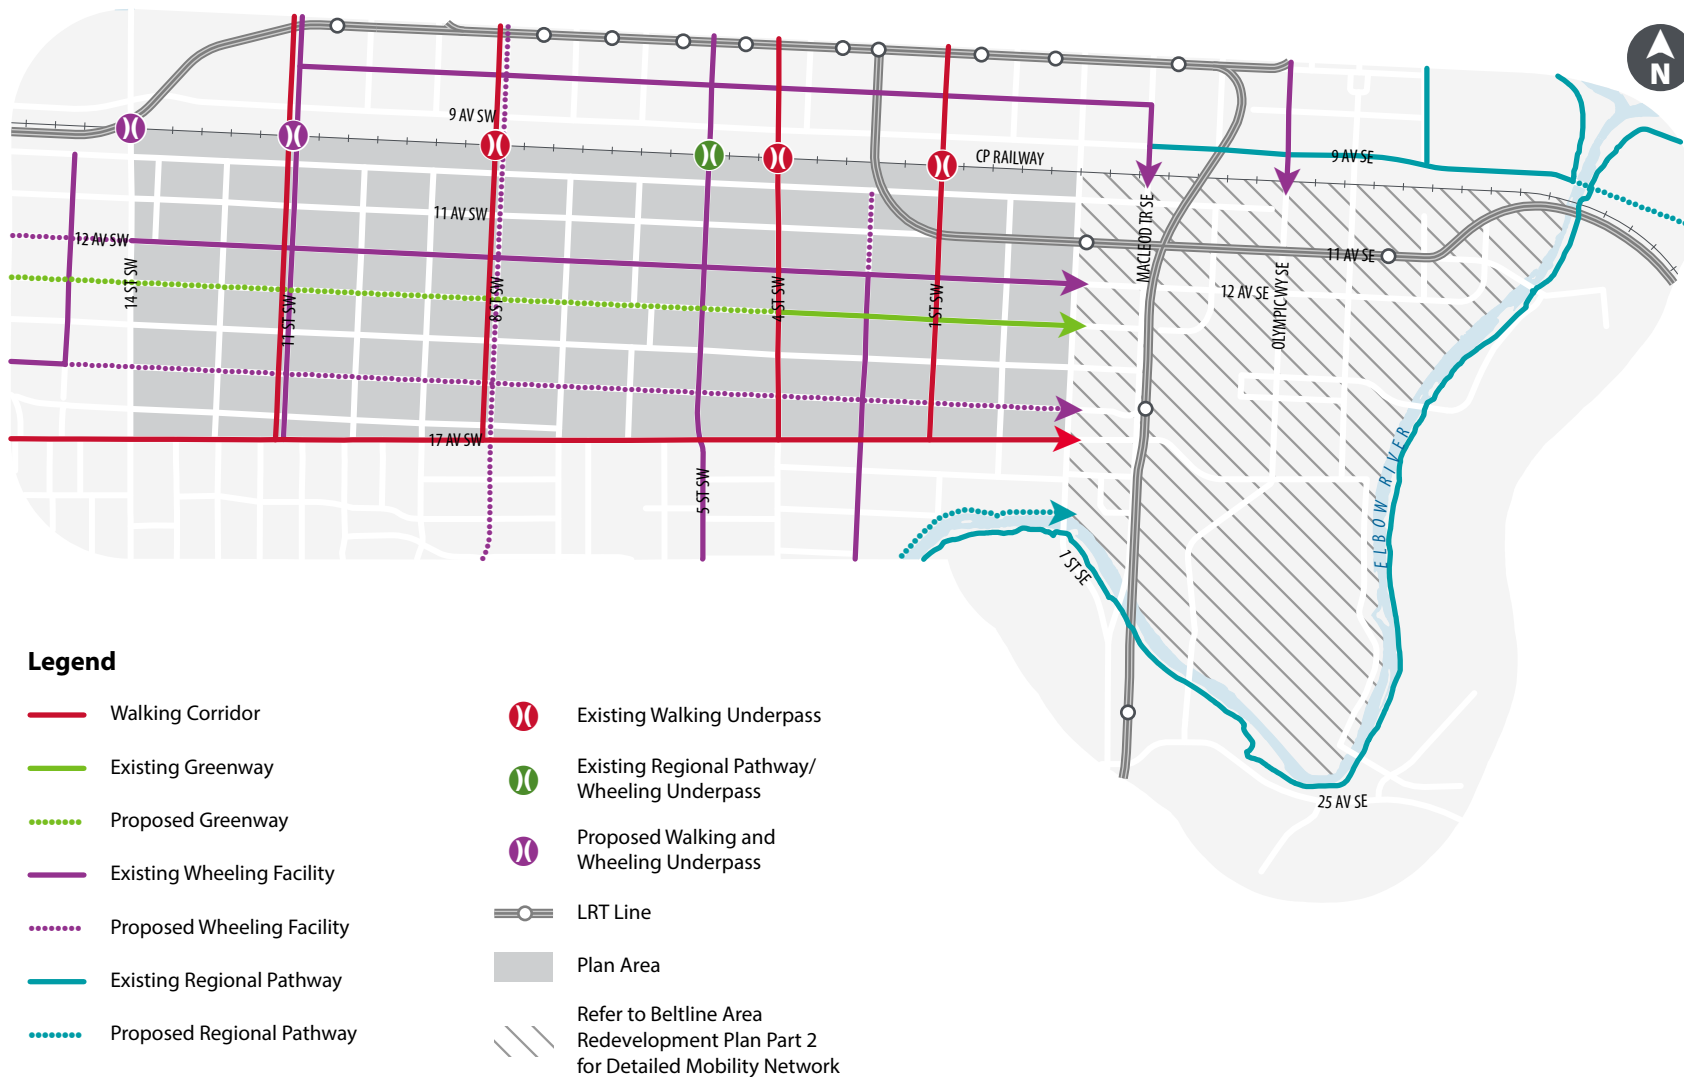 N
9 AV SW
CP RAILWAY
9 AV SE
11 AV SW
12 AV SW
14 ST SW
11 ST SW
8 ST SW
4 ST SW
1 ST SW
MACLEOD TR SE
OLYMPIC WY SE
11 AV SE
12 AV SE
17 AV SW
5 ST SW
1 ST SE
ELBOW RIVER
25 AV SE
Legend
Walking Corridor
Existing Greenway
Proposed Greenway
Existing Wheeling Facility
Proposed Wheeling Facility
Existing Regional Pathway
Proposed Regional Pathway
Existing Walking Underpass
Existing Regional Pathway/
Wheeling Underpass
Proposed Walking and
Wheeling Underpass
LRT Line
Plan Area
Refer to Beltline Area
Redevelopment Plan Part 2
for Detailed Mobility Network